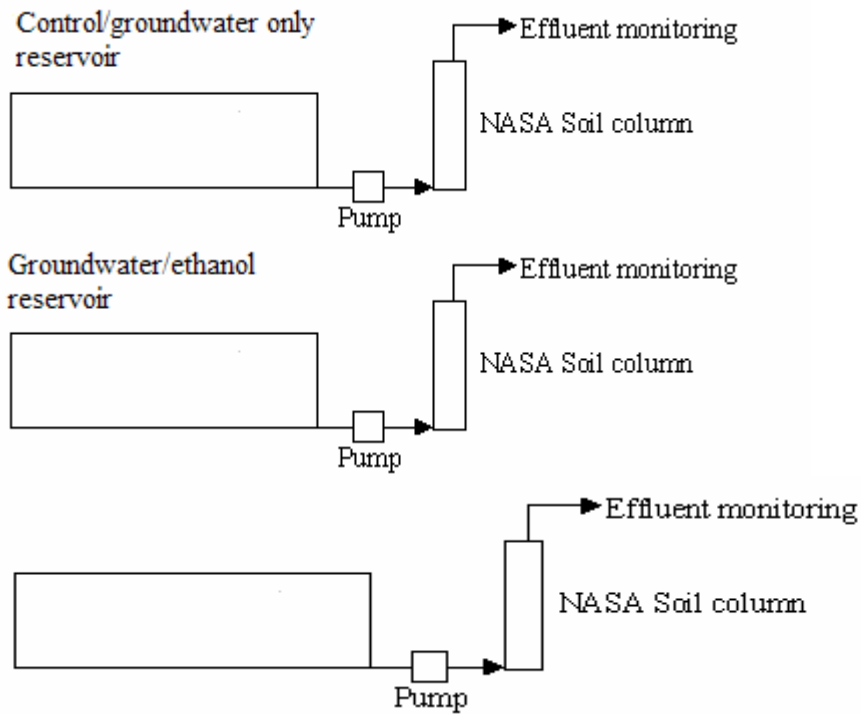 Control/groundwater only
reservoir
Effluent monitoring
NASA Soil column
Pump
Groundwater/ethanol
reservoir
Effluent monitoring
NASA Soil column
Pump
Effluent monitoring
NASA Soil column
Pump